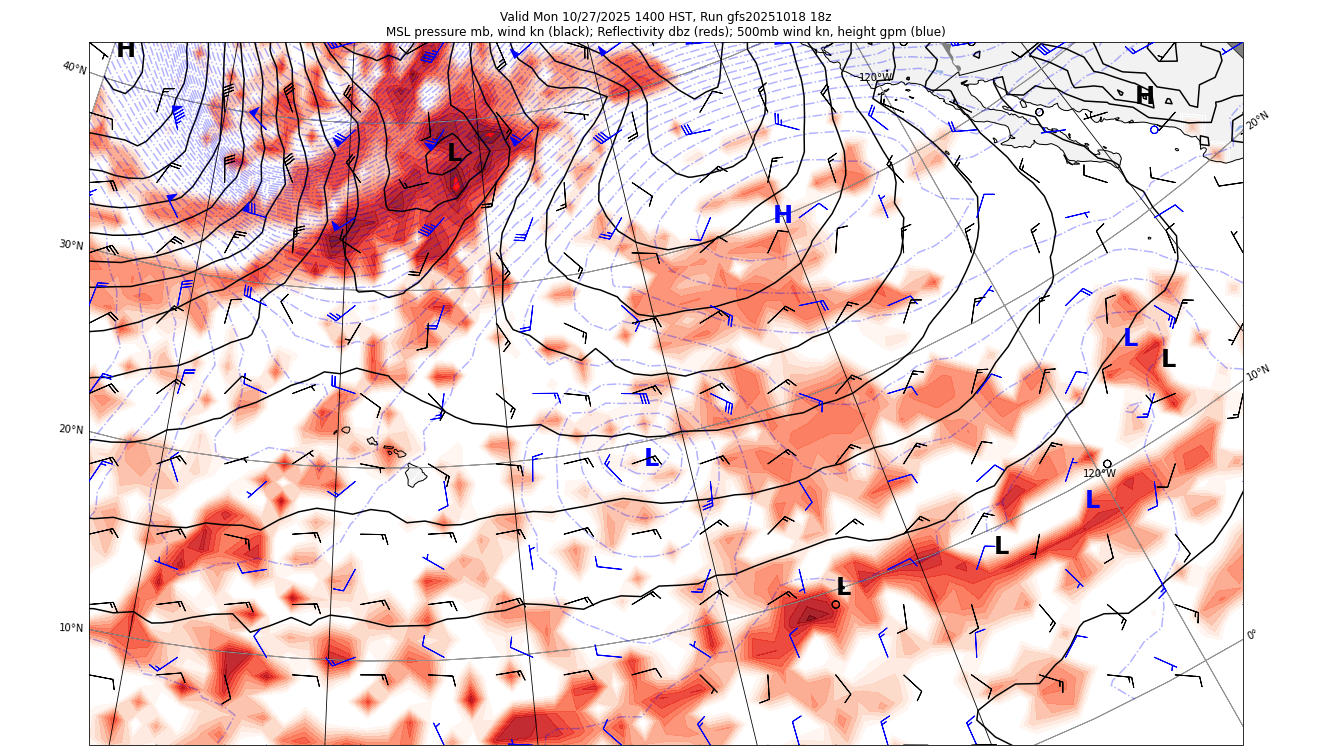 Valid Mon 10/27/2025 1400 HST, Run gfs20251018 18z
MSL pressure mb, wind kn (black); Reflectivity dbz (reds); 500mb wind kn, height gpm (blue)
H
40°N
120°W
H
20°N
L
H
30°N
L
L
10°N
20°N
L
120°W
L
L
L
10°N
0°